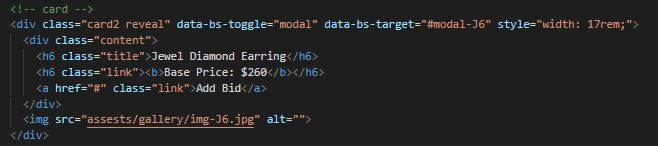 <!-- card -->
<div class="card2 reveal" data-bs-toggle="modal" data-bs-target="#modal-J6" style="width: 17rem;">
<div class="content">
<h6 class="title">Jewel Diamond Earring</h6>
<h6 class="link"><b>Base Price: $260</b></h6>
<a href="#" class="link">Add Bid</a>
</div>
<img src="assests/gallery/img-J6.jpg" alt="">
</div>